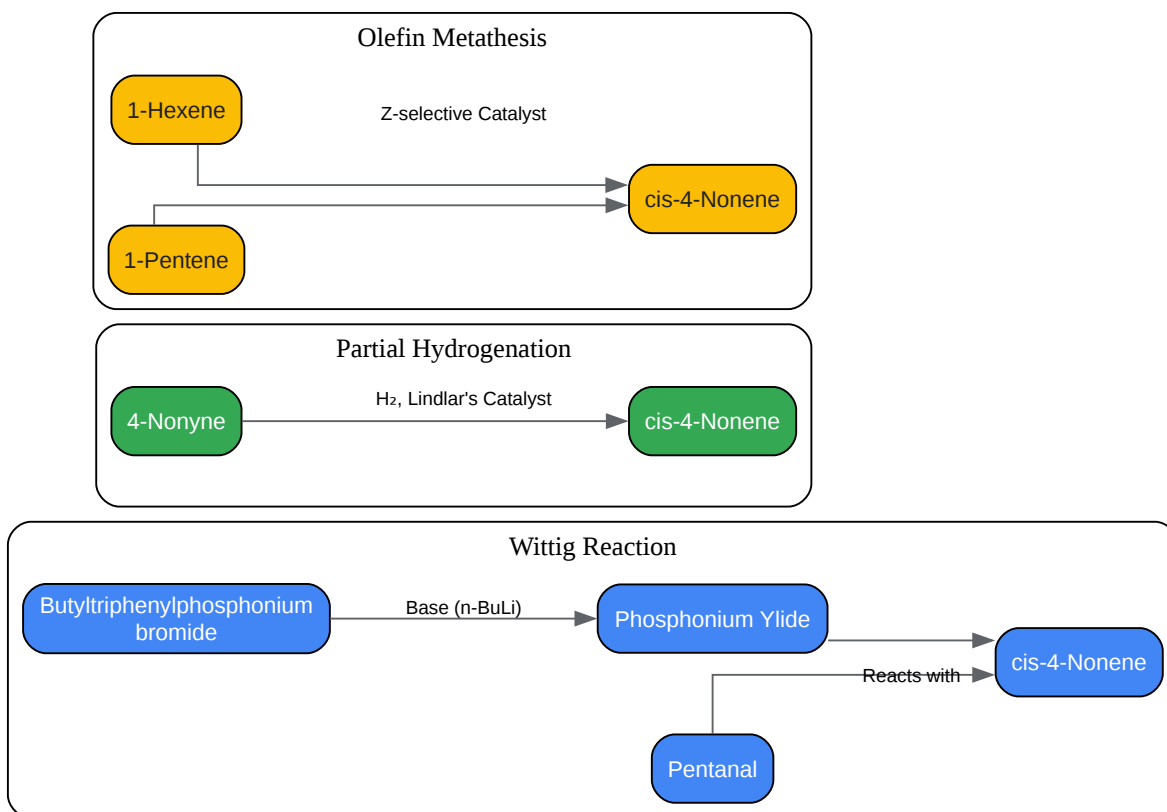 Olefin Metathesis
1-Hexene
Z-selective Catalyst
cis-4-Nonene
1-Pentene
Partial Hydrogenation
4-Nonyne
H₂, Lindlar's Catalyst
cis-4-Nonene
Wittig Reaction
Butyltriphenylphosphonium
bromide
Base (n-BuLi)
Phosphonium Ylide
cis-4-Nonene
Reacts with
Pentanal